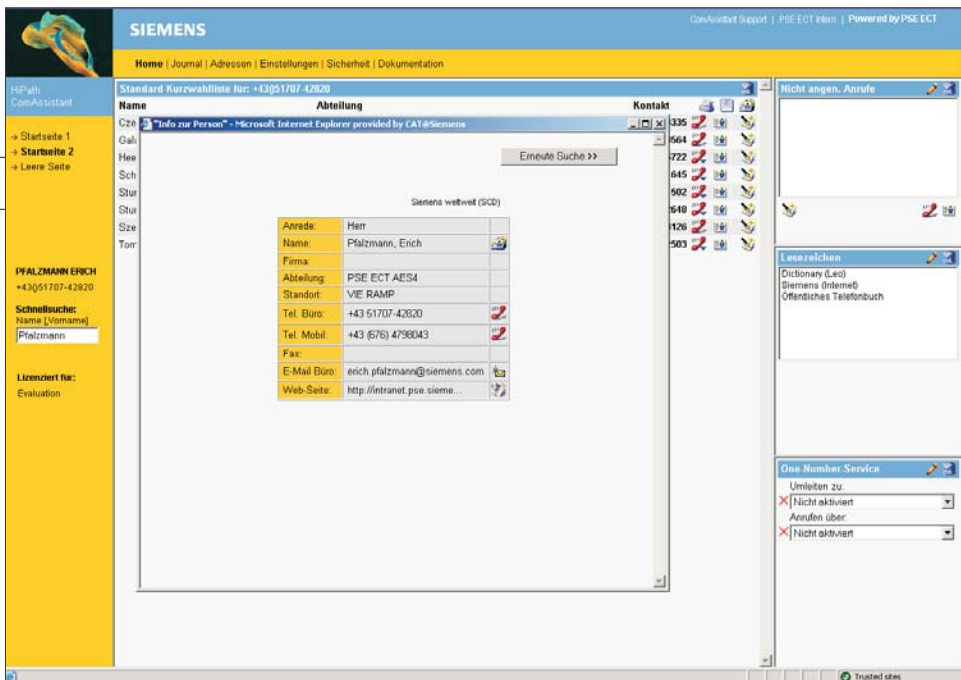 SIEMENS
ComAssistant Support | PSE ECT Intern | Powered by PSE ECT
Home | Journal | Adressen | Einstellungen | Sicherheit | Dokumentation
HiPath
ComAssistant
→ Startseite 1
→ Startseite 2
→ Leere Seite
PFALZMANN ERICH
+43()51707-42820
Schnellsuche:
Name [,Vorname]
Pfalzmann
Lizenziert für:
Evaluation
Standard Kurzwahlliste für: +43()51707-42820
Name Abteilung Kontakt
Cze 335
Gal 564
Hee 722
Sch 645
Stur 502
Stur 648
Sze 126
Torr 503
"Info zur Person" - Microsoft Internet Explorer provided by CAT@Siemens
Erneute Suche >>
Siemens weltweit (SCD)
Anrede: Herr
Name: Pfalzmann, Erich
Firma:
Abteilung: PSE ECT AES4
Standort: VIE RAMP
Tel. Büro: +43 51707-42820
Tel. Mobil: +43 (676) 4798043
Fax:
E-Mail Büro: erich.pfalzmann@siemens.com
Web-Seite: http://intranet.pse.sieme...
Nicht angen. Anrufe
Lesezeichen
Dictionary (Leo)
Siemens (Internet)
Öffentliches Telefonbuch
One Number Service
Umleiten zu:
Nicht aktiviert
Anrufen über:
Nicht aktiviert
Trusted sites